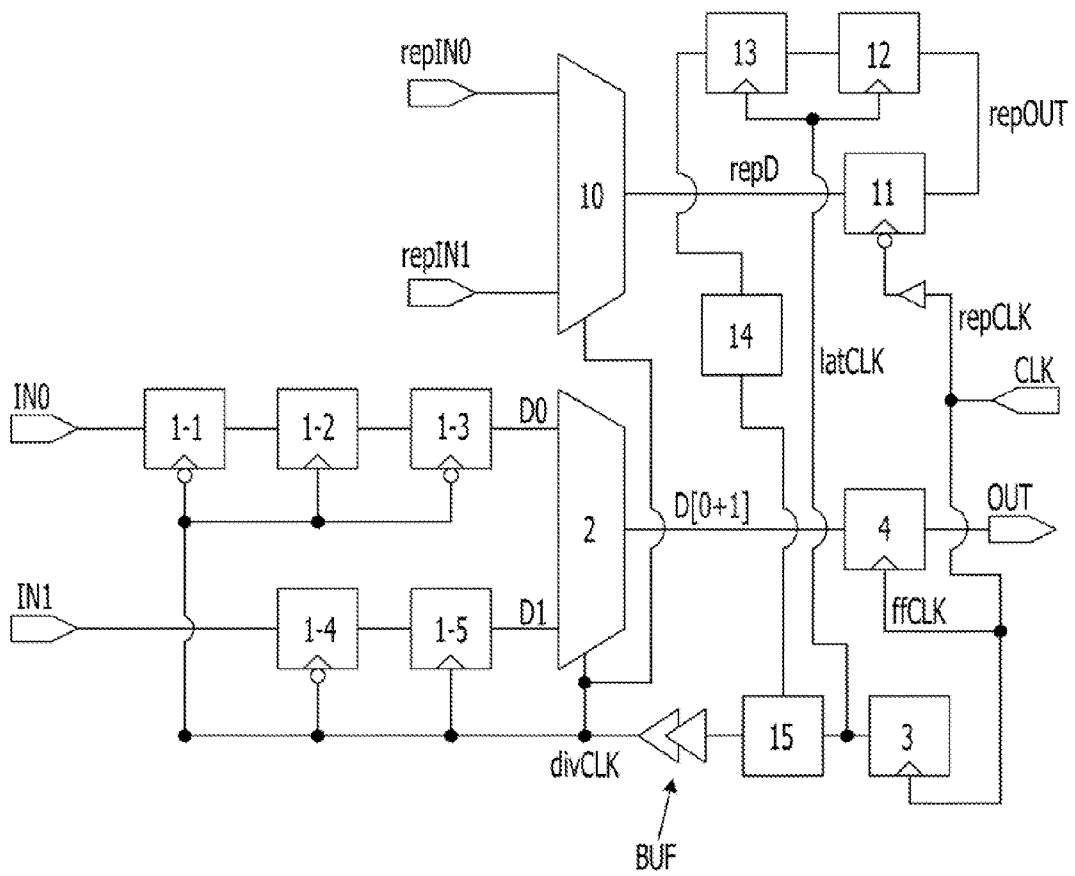 13
12
repIN0
repOUT
repD
10
11
repIN1
14
repCLK
latCLK
CLK
IN0
1-1
1-2
1-3
D0
D[0+1]
OUT
2
4
IN1
1-4
1-5
D1
ffCLK
15
3
divCLK
BUF